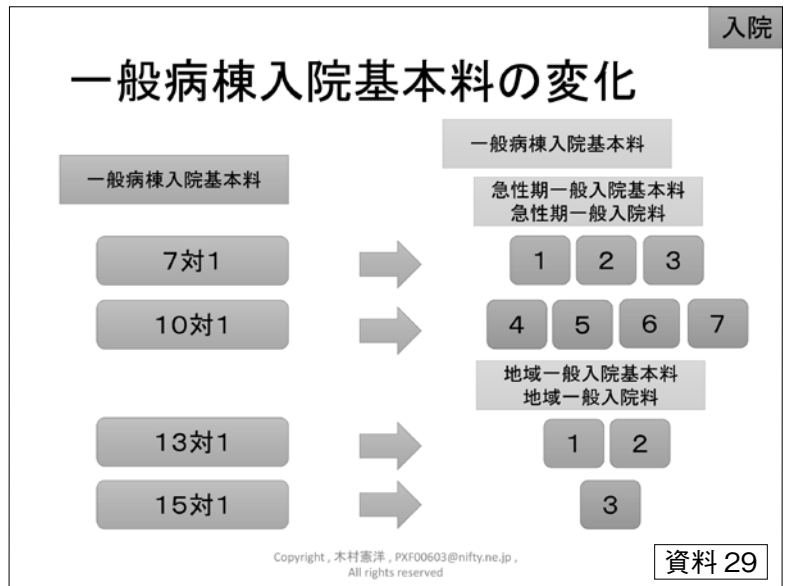 入院
一般病棟入院基本料の変化
一般病棟入院基本料
一般病棟入院基本料
急性期一般入院基本料
急性期一般入院料
7対1
1 2 3
10対1
4 5 6 7
地域一般入院基本料
地域一般入院料
13対1
1 2
15対1
3
Copyright , 木村憲洋 , PXF00603@nifty.ne.jp ,
All rights reserved
資料 29